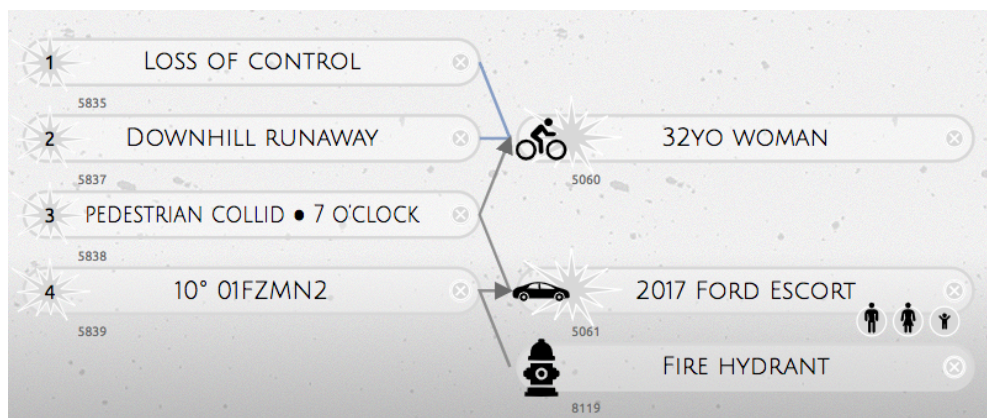 1 LOSS OF CONTROL
5835
2 DOWNHILL RUNAWAY
5837
3 PEDESTRIAN COLLID • 7 O'CLOCK
5838
4 10° 01FZMN2
5839
32YO WOMAN
5060
2017 FORD ESCORT
5061
FIRE HYDRANT
8119